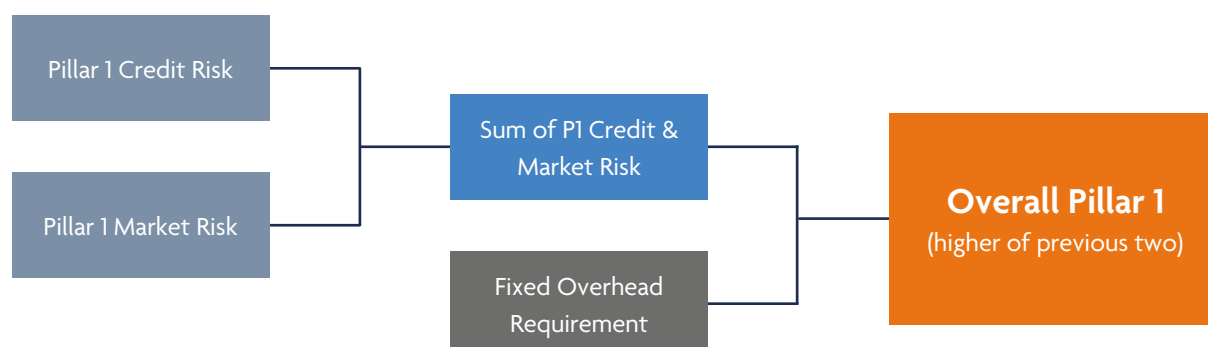 Pillar 1 Credit Risk
Pillar 1 Market Risk
Sum of P1 Credit &
Market Risk
Fixed Overhead
Requirement
Overall Pillar 1
(higher of previous two)